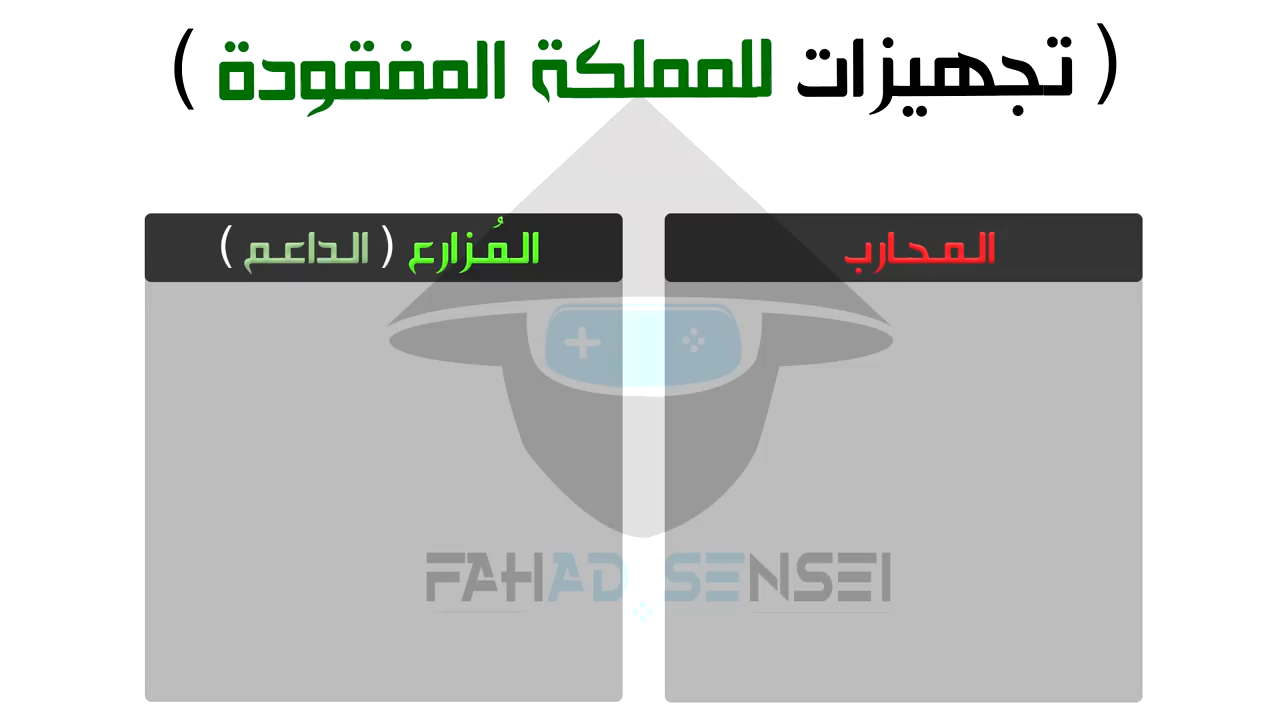 ( تجهيزات للمملكة المفقودة )
المحارب
المُزارع ( الداعم )
FAHAD SENSEI